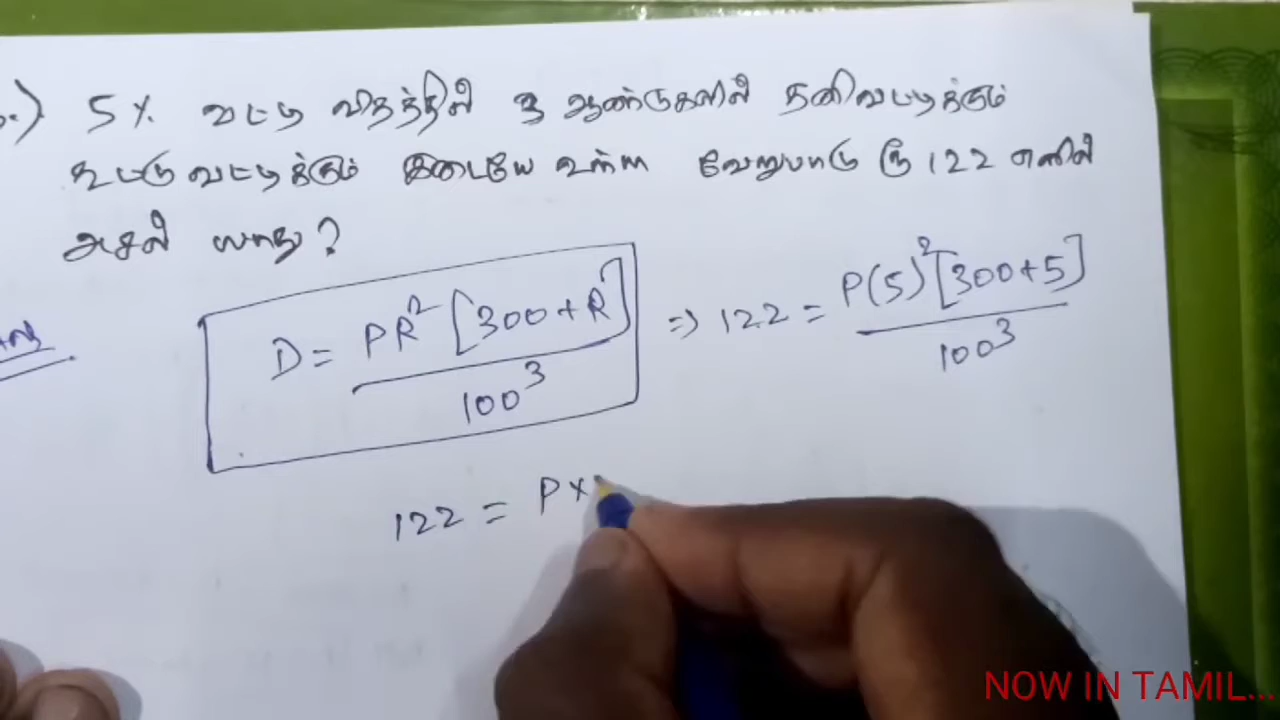 5% வட்டி விதத்தில் 3 ஆண்டுகளில் தனிவட்டிக்கும்
கூட்டு வட்டிக்கும் இடையே உள்ள வேறுபாடு ரூ 122 எனில்
அசல் யாது?
D = PR² [300+R] / 100³ ⇒ 122 = P(5)² [300+5] / 100³
122 = P×
NOW IN TAMIL...